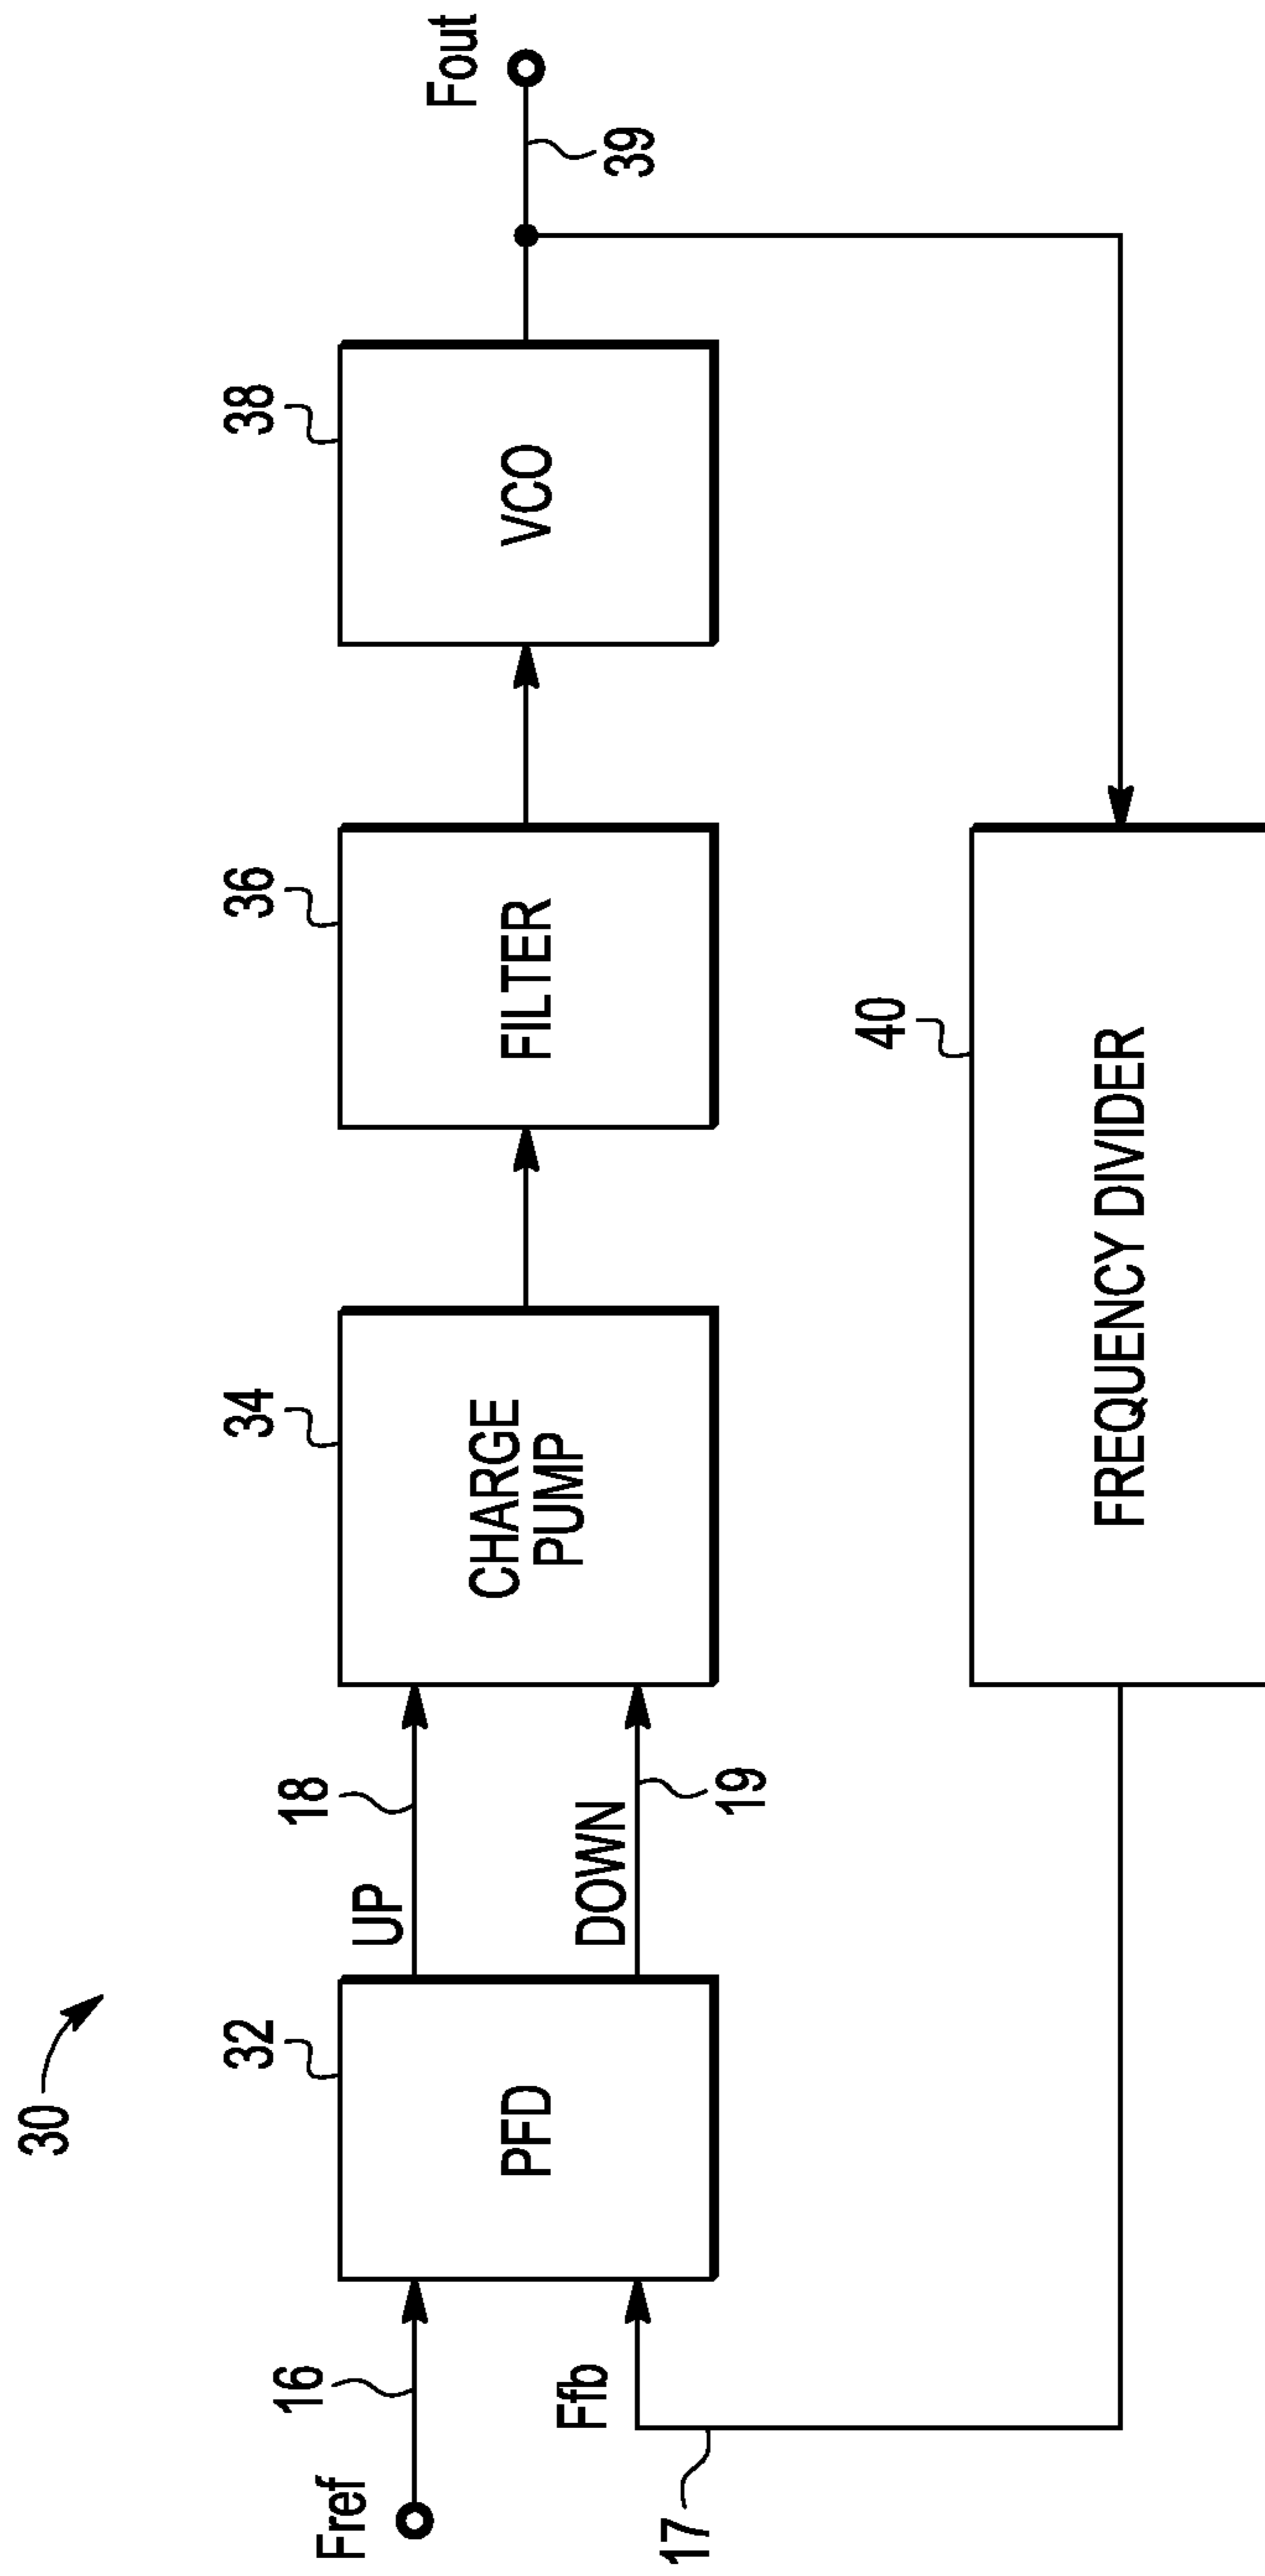 30
Fref
16
32
PFD
UP
18
DOWN
19
34
CHARGE
PUMP
36
FILTER
38
VCO
Fout
39
Ffb
17
40
FREQUENCY DIVIDER